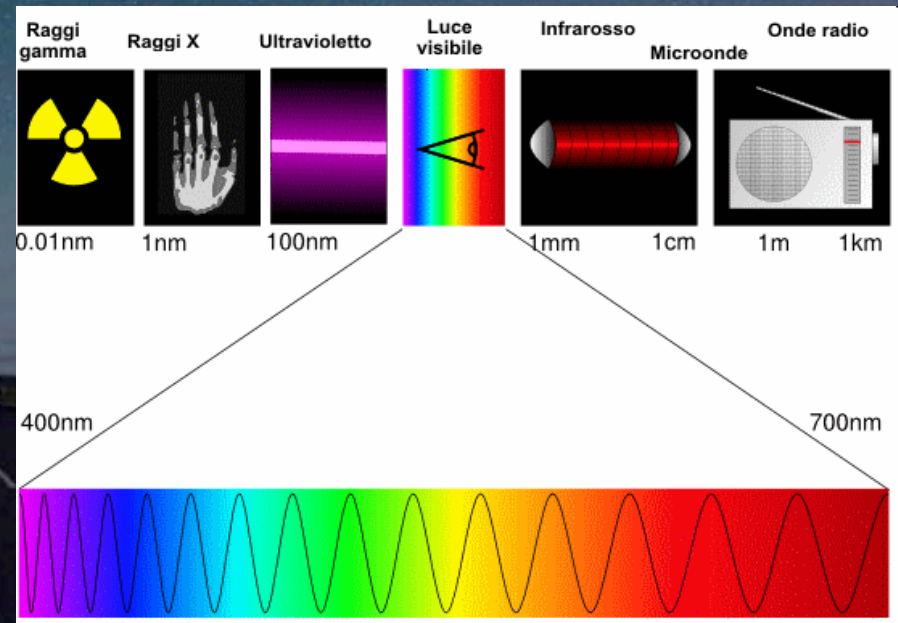 Raggi
gamma
Raggi X
Ultravioletto
Luce
visibile
Infrarosso
Microonde
Onde radio
0.01nm
1nm
100nm
1mm
1cm
1m
1km
400nm
700nm